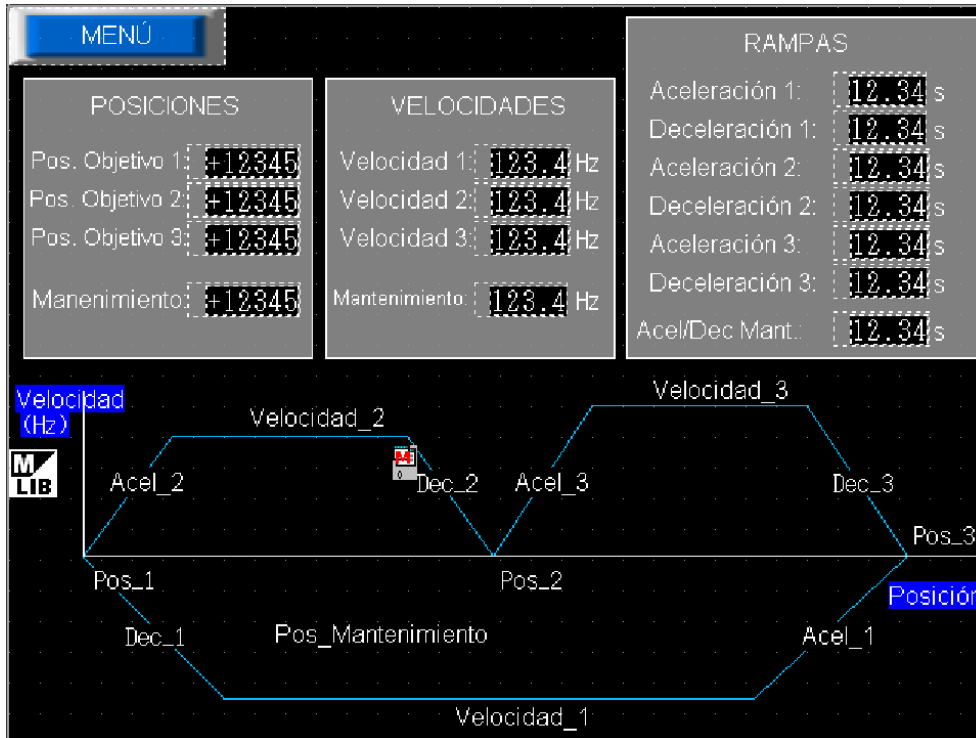 MENÚ
POSICIONES
Pos. Objetivo 1: +12345
Pos. Objetivo 2: +12345
Pos. Objetivo 3: +12345
Manenimiento: +12345
VELOCIDADES
Velocidad 1: 123.4 Hz
Velocidad 2: 123.4 Hz
Velocidad 3: 123.4 Hz
Mantenimiento: 123.4 Hz
RAMPAS
Aceleración 1: 12.34 s
Deceleración 1: 12.34 s
Aceleración 2: 12.34 s
Deceleración 2: 12.34 s
Aceleración 3: 12.34 s
Deceleración 3: 12.34 s
Acel/Dec Mant.: 12.34 s
Velocidad
(Hz)
M
LIB
Velocidad_2
Velocidad_3
M
0
Acel_2
Dec_2
Acel_3
Dec_3
Pos_3
Pos_1
Pos_2
Posición
Dec_1
Pos_Mantenimiento
Acel_1
Velocidad_1